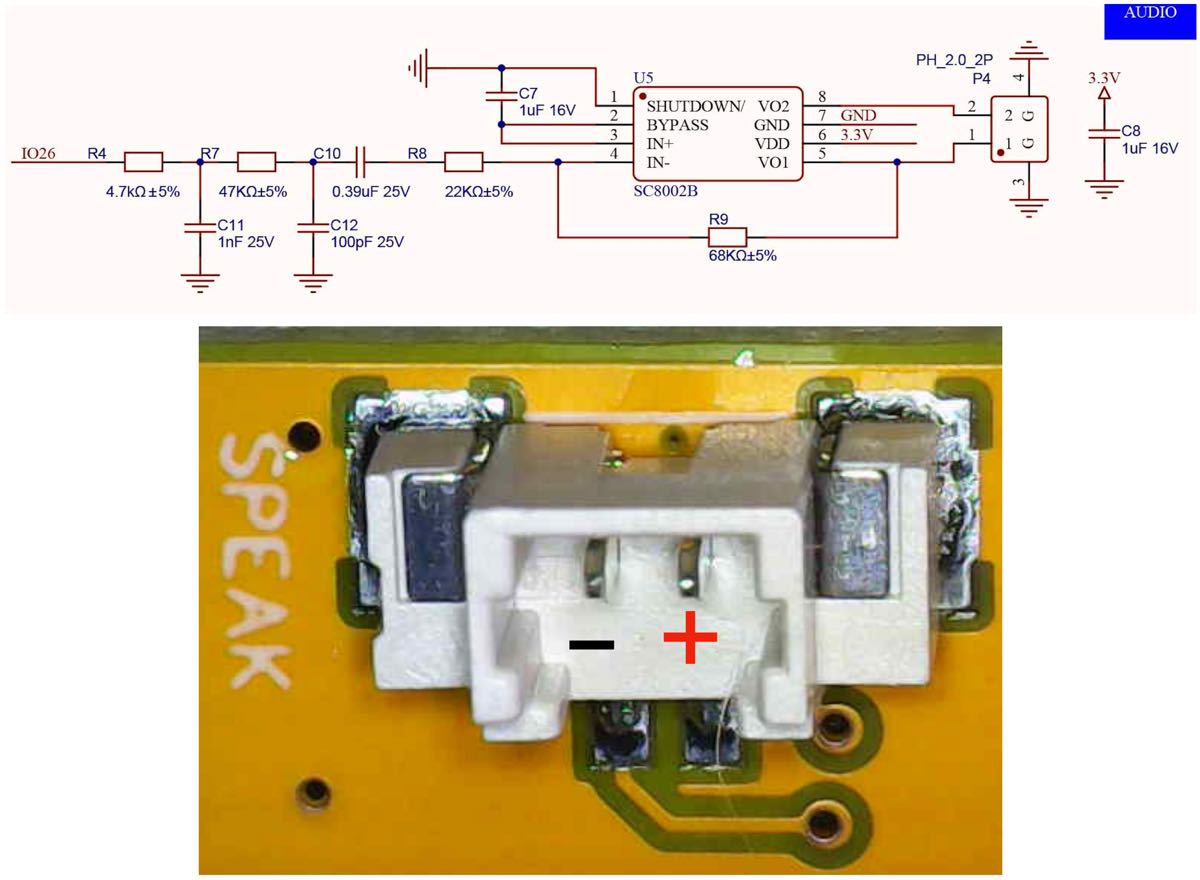 AUDIO
PH_2.0_2P
P4
4
3.3V
U5
C7
1uF 16V
1
SHUTDOWN/
VO2
8
2
BYPASS
GND
7
GND
3
IN+
VDD
6
3.3V
4
IN-
VO1
5
SC8002B
2
2
G
1
1
G
3
C8
1uF 16V
IO26
R4
4.7kΩ±5%
R7
47KΩ±5%
C10
0.39uF 25V
R8
22KΩ±5%
C11
1nF 25V
C12
100pF 25V
R9
68KΩ±5%
SPEAK
- +